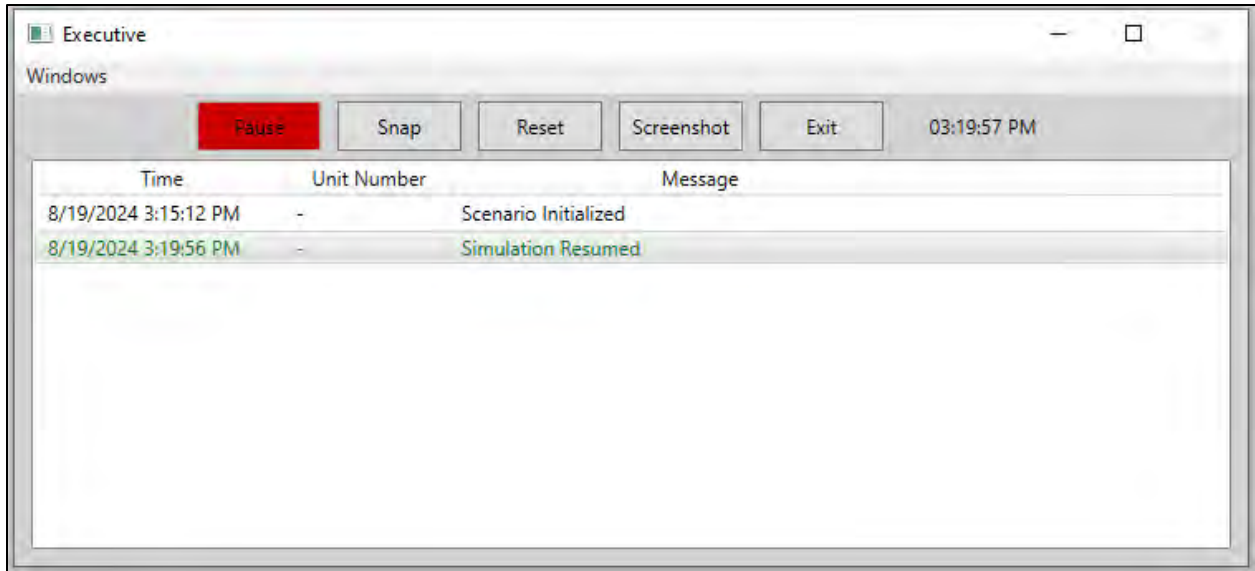 Executive
Windows
Pause Snap Reset Screenshot Exit 03:19:57 PM
Time Unit Number Message
8/19/2024 3:15:12 PM - Scenario Initialized
8/19/2024 3:19:56 PM - Simulation Resumed